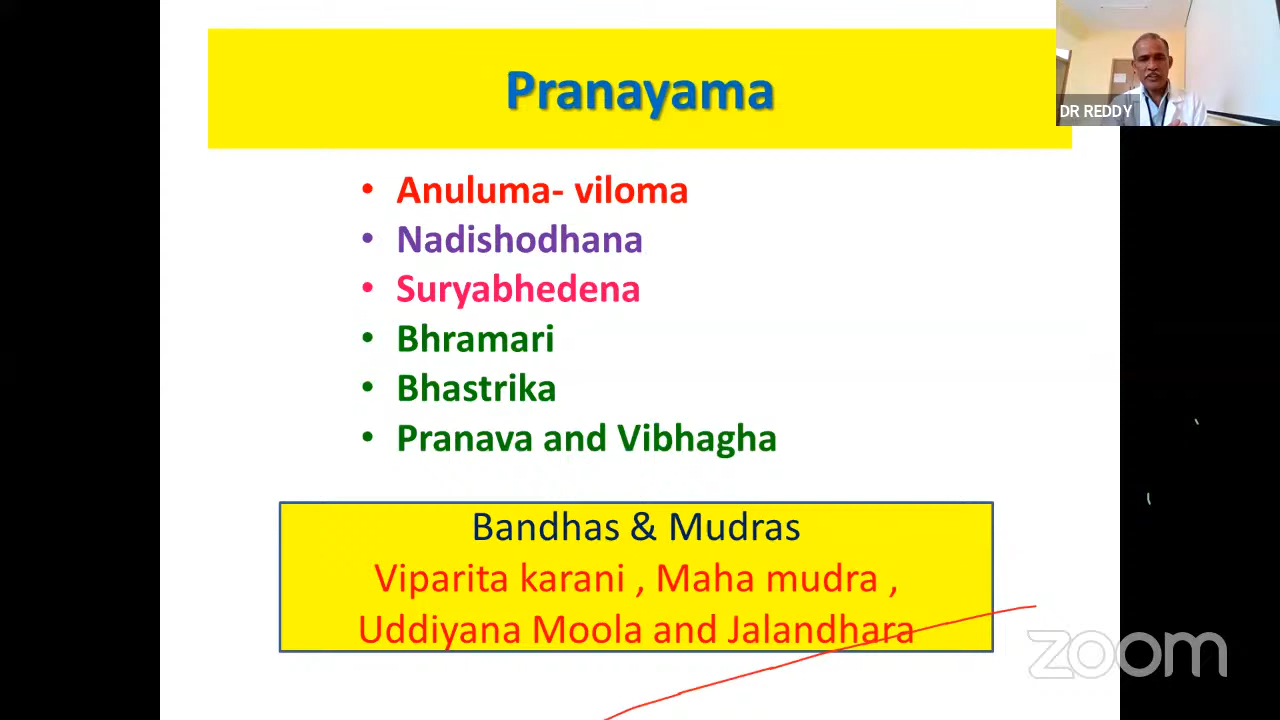 Pranayama
DR REDDY
• Anuluma- viloma
• Nadishodhana
• Suryabhedena
• Bhramari
• Bhastrika
• Pranava and Vibhagha
Bandhas & Mudras
Viparita karani , Maha mudra ,
Uddiyana Moola and Jalandhara
zoom